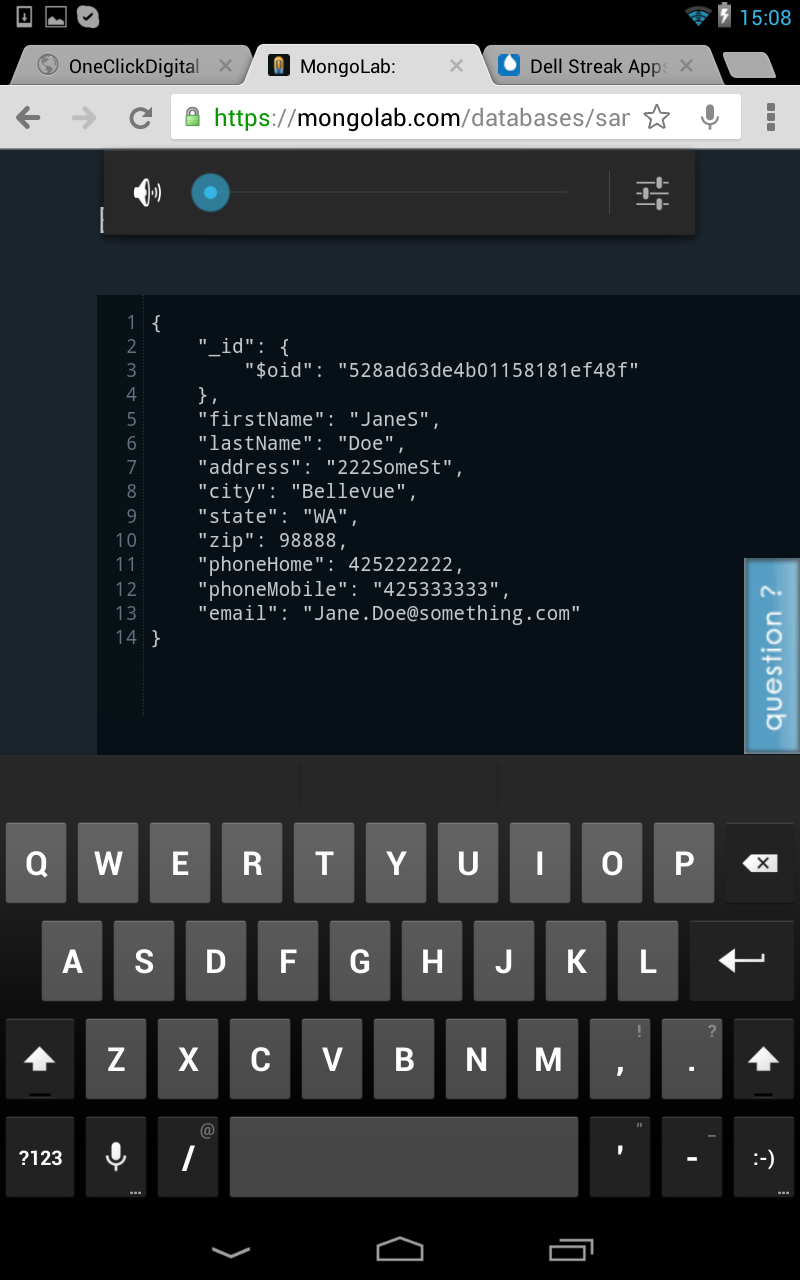 15:08
OneClickDigital
MongoLab:
Dell Streak Apps
https://mongolab.com/databases/sar
1 {
2     "_id": {
3         "$oid": "528ad63de4b01158181ef48f"
4     },
5     "firstName": "JaneS",
6     "lastName": "Doe",
7     "address": "222SomeSt",
8     "city": "Bellevue",
9     "state": "WA",
10     "zip": 98888,
11     "phoneHome": 425222222,
12     "phoneMobile": "425333333",
13     "email": "Jane.Doe@something.com"
14 }
question ?
Q W E R T Y U I O P
A S D F G H J K L
! ?
Z X C V B N M , .
@ " _
?123 / ' - :-)
... ...